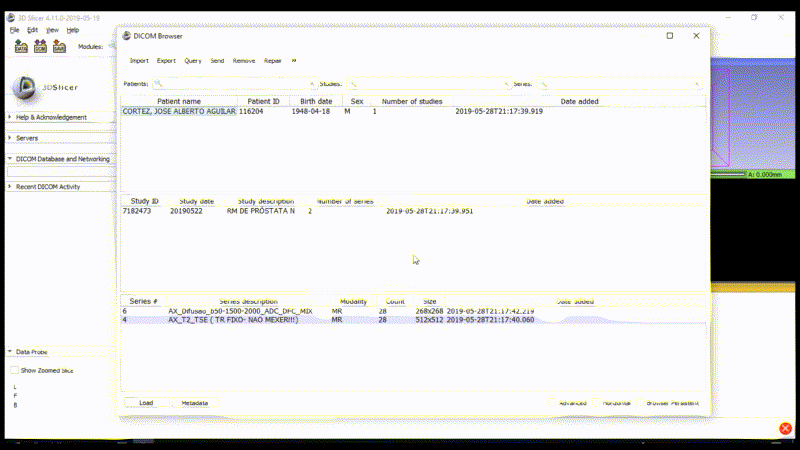 3D Slicer 4.11.0-2019-05-19
File Edit View Help
Modules:
3DSlicer
Help & Acknowledgement
Servers
DICOM Database and Networking
Recent DICOM Activity
Data Probe
Show Zoomed Slice
L
F
B
DICOM Browser
Import Export Query Send Remove Repair »
Patients: Studies: Series:
Patient name Patient ID Birth date Sex Number of studies Date added
CORTEZ, JOSE ALBERTO AGUILAR 116204 1948-04-18 M 1 2019-05-28T21:17:39.919
Study ID Study date Study description Number of series Date added
7182473 20190522 RM DE PRÓSTATA N 2 2019-05-28T21:17:39.951
Series # Series description Modality Count Size Date added
6 AX_Difusao_b50-1500-2000_ADC_DFC_MIX MR 28 268x268 2019-05-28T21:17:42.219
4 AX_T2_TSE ( TR FIXO- NAO MEXER!!!) MR 28 512x512 2019-05-28T21:17:40.060
Load Metadata Advanced Horizontal Browser Persistent
A: 0.000mm